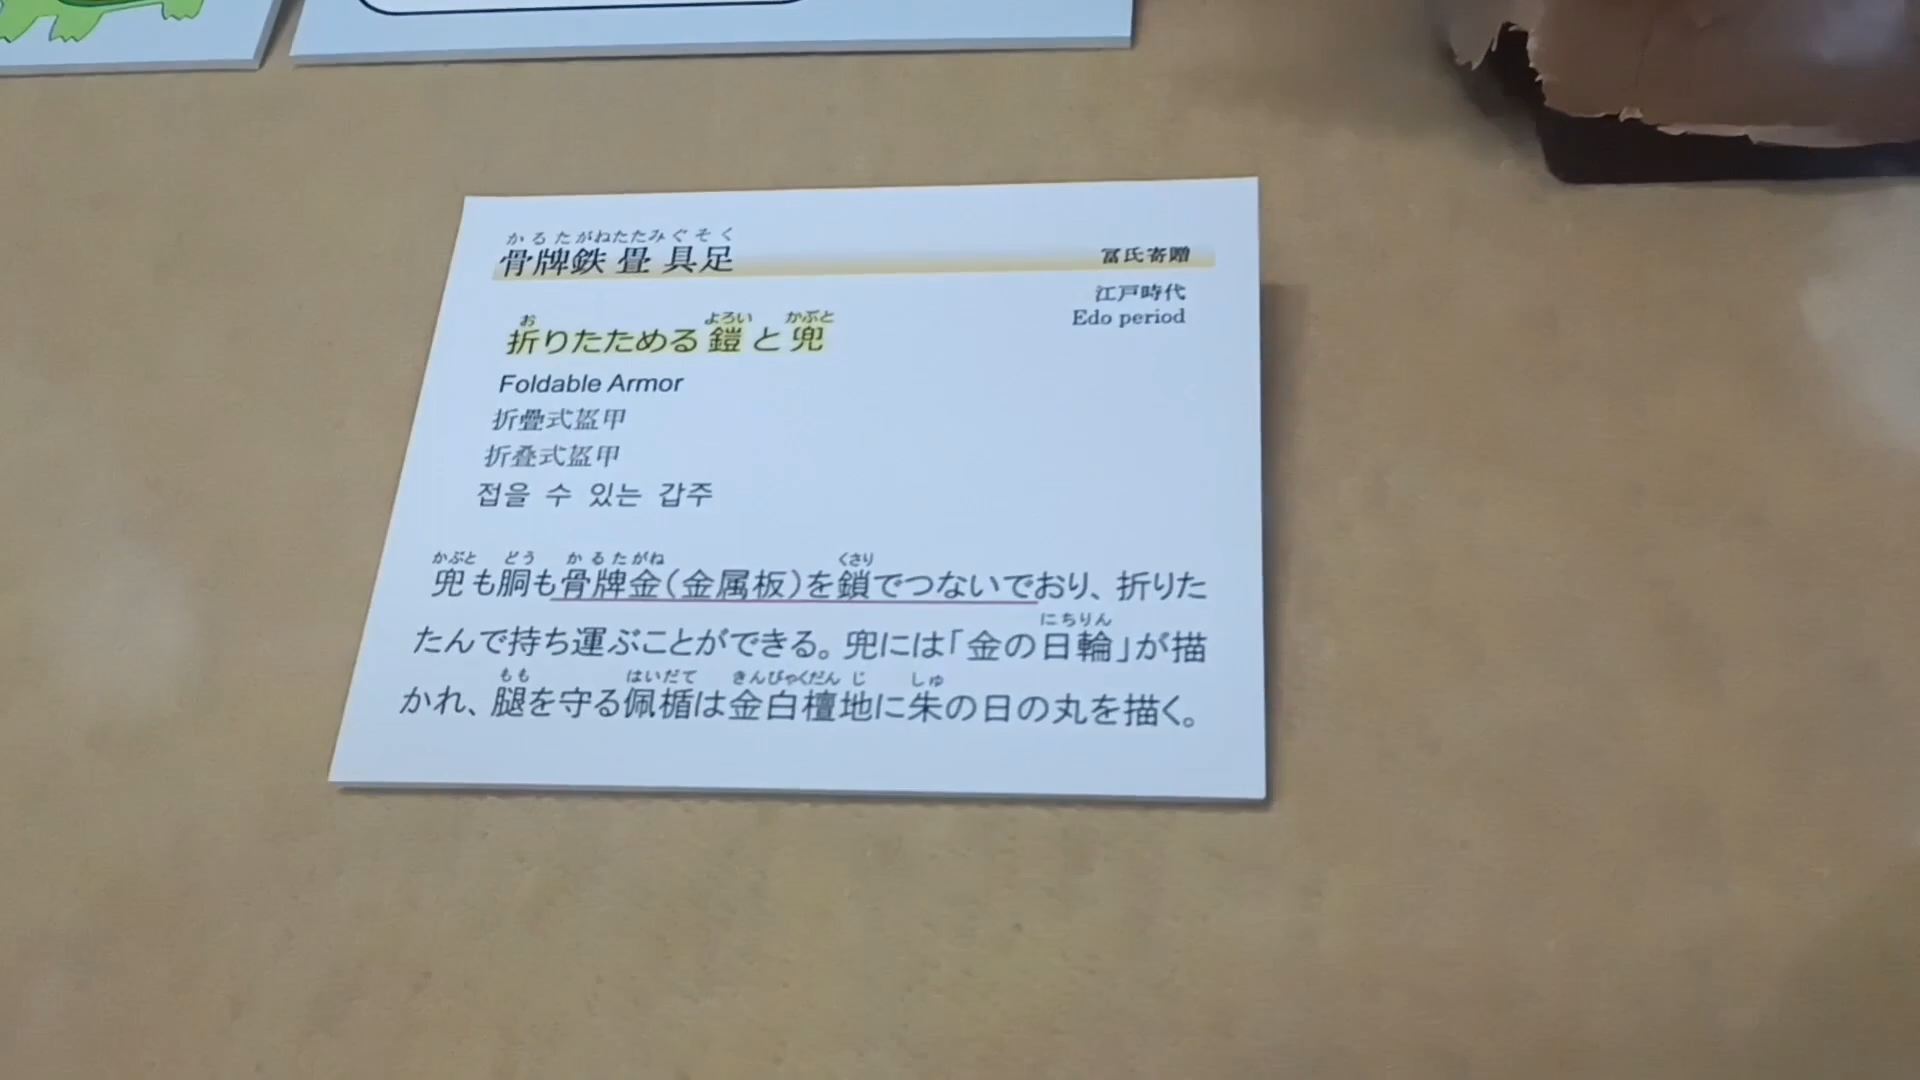 かるたがねたたみぐそく
骨牌鉄 畳 具足
冨氏寄贈
江戸時代
Edo period
お よろい かぶと
折りたためる 鎧 と 兜
Foldable Armor
折疊式盔甲
折叠式盔甲
접을 수 있는 갑주
かぶと どう かるたがね くさり
兜も胴も骨牌金(金属板)を鎖でつないでおり、折りた
にちりん
たんで持ち運ぶことができる。兜には「金の日輪」が描
もも はいだて きんびゃくだん じ しゅ
かれ、腿を守る佩楯は金白檀地に朱の日の丸を描く。